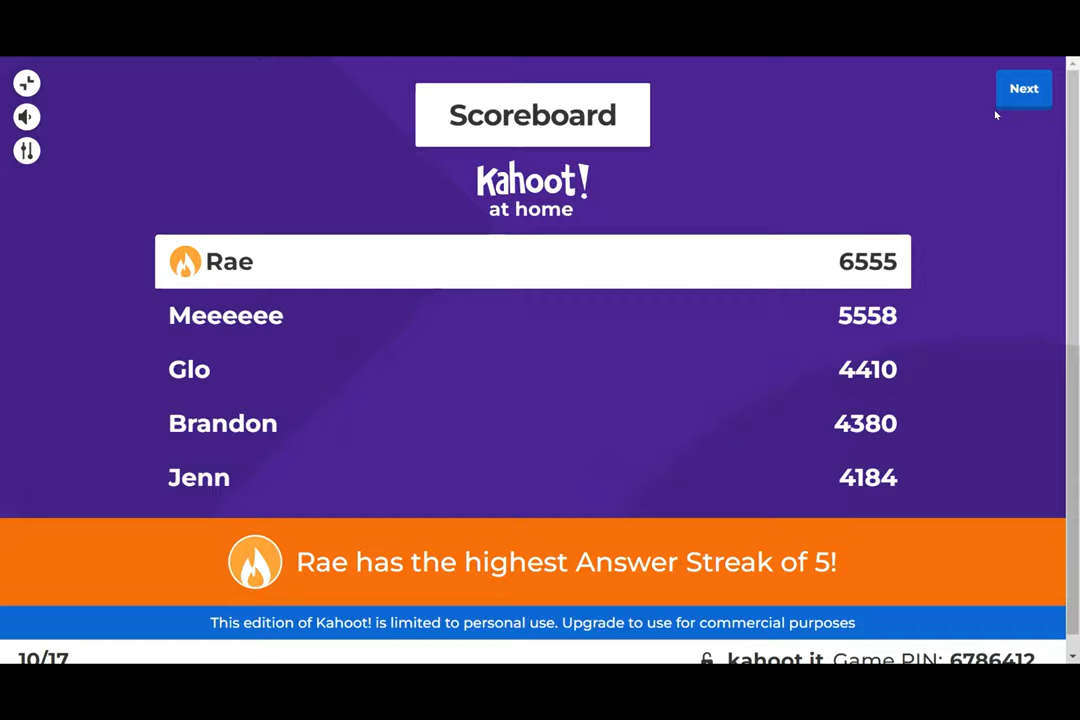 Next
Scoreboard
Kahoot!
at home
Rae 6555
Meeeeee 5558
Glo 4410
Brandon 4380
Jenn 4184
Rae has the highest Answer Streak of 5!
This edition of Kahoot! is limited to personal use. Upgrade to use for commercial purposes
10/17 kahoot.it Game PIN: 6786412